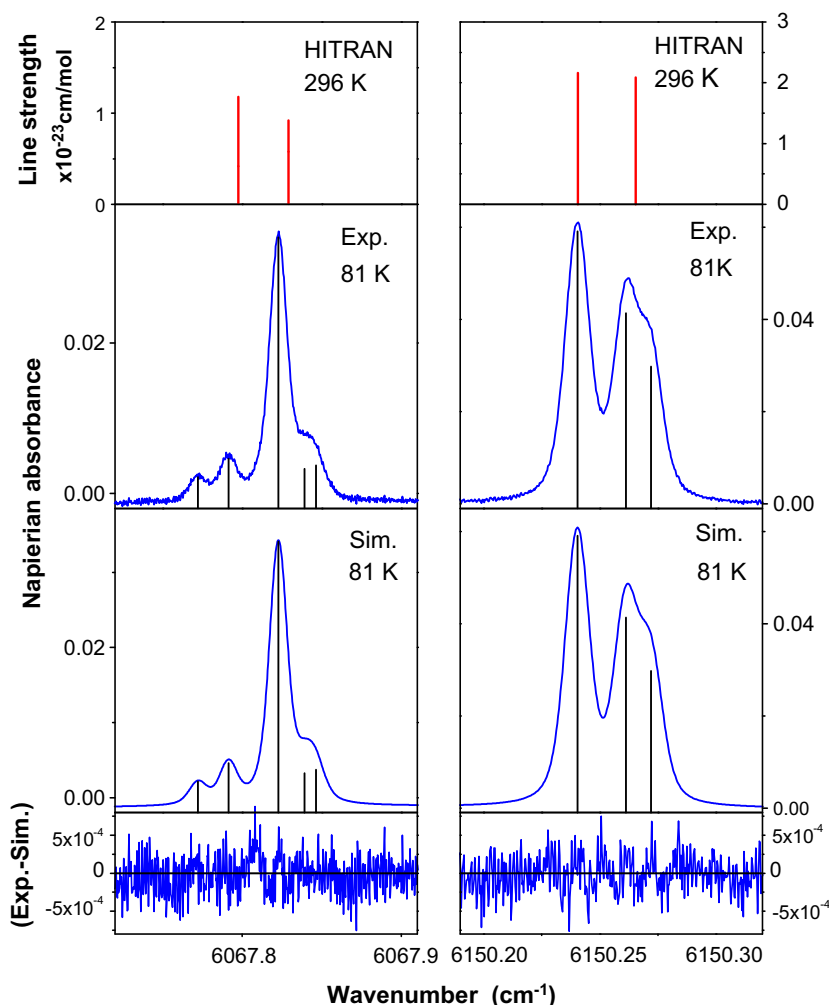 Line strength
x10⁻²³cm/mol
2
1
0
HITRAN
296 K
HITRAN
296 K
3
2
1
0
Napierian absorbance
0.02
0.00
Exp.
81 K
Exp.
81K
0.04
0.00
0.02
0.00
Sim.
81 K
Sim.
81 K
0.04
0.00
(Exp.-Sim.)
5x10⁻⁴
0
-5x10⁻⁴
5x10⁻⁴
0
-5x10⁻⁴
6067.8
6067.9
6150.20
6150.25
6150.30
Wavenumber (cm⁻¹)